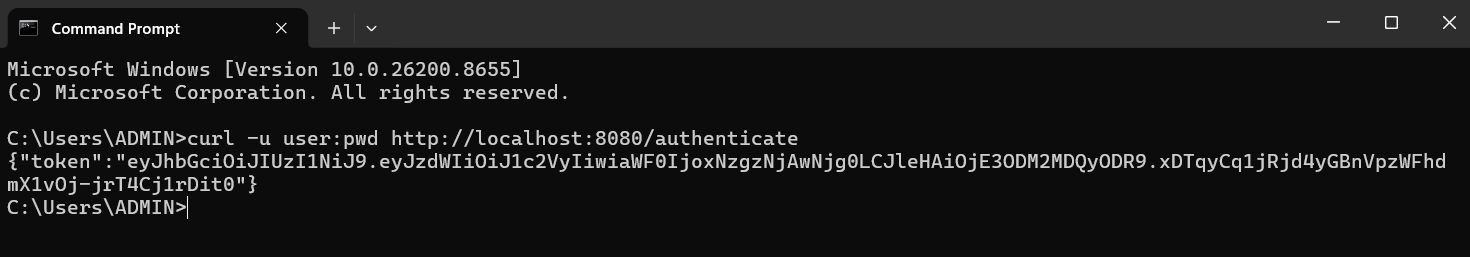 Command Prompt
Microsoft Windows [Version 10.0.26200.8655]
(c) Microsoft Corporation. All rights reserved.
C:\Users\ADMIN>curl -u user:pwd http://localhost:8080/authenticate
{"token":"eyJhbGciOiJIUzI1NiJ9.eyJzdWIiOiJ1c2VyIiwiaWF0IjoxNzgzNjAwNjg0LCJleHAiOjE3ODM2MDQyODR9.xDTqyCq1jRjd4yGBnVpzWFhd
mX1vOj-jrT4Cj1rDit0"}
C:\Users\ADMIN>